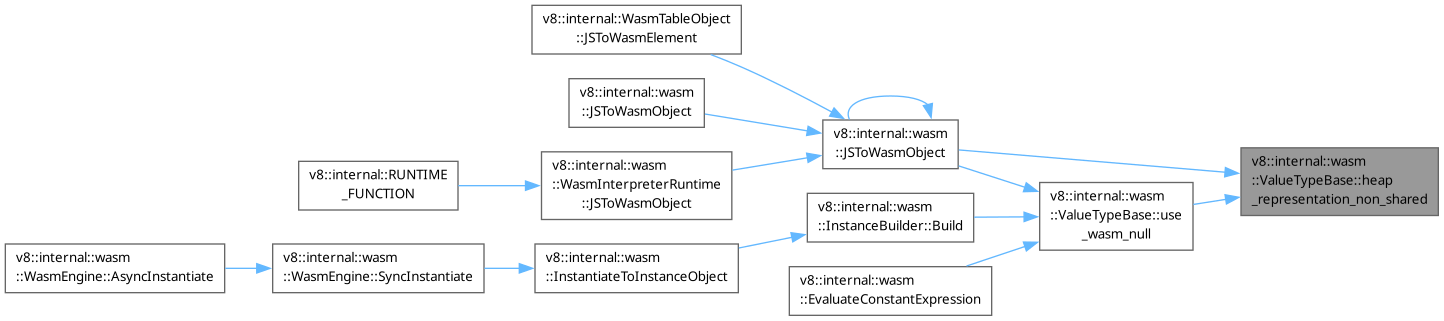 v8::internal::WasmTableObject
::JSToWasmElement
v8::internal::wasm
::JSToWasmObject
v8::internal::wasm
::JSToWasmObject
v8::internal::wasm
::ValueTypeBase::heap
_representation_non_shared
v8::internal::RUNTIME
_FUNCTION
v8::internal::wasm
::WasmInterpreterRuntime
::JSToWasmObject
v8::internal::wasm
::ValueTypeBase::use
_wasm_null
v8::internal::wasm
::InstanceBuilder::Build
v8::internal::wasm
::WasmEngine::AsyncInstantiate
v8::internal::wasm
::WasmEngine::SyncInstantiate
v8::internal::wasm
::InstantiateToInstanceObject
v8::internal::wasm
::EvaluateConstantExpression